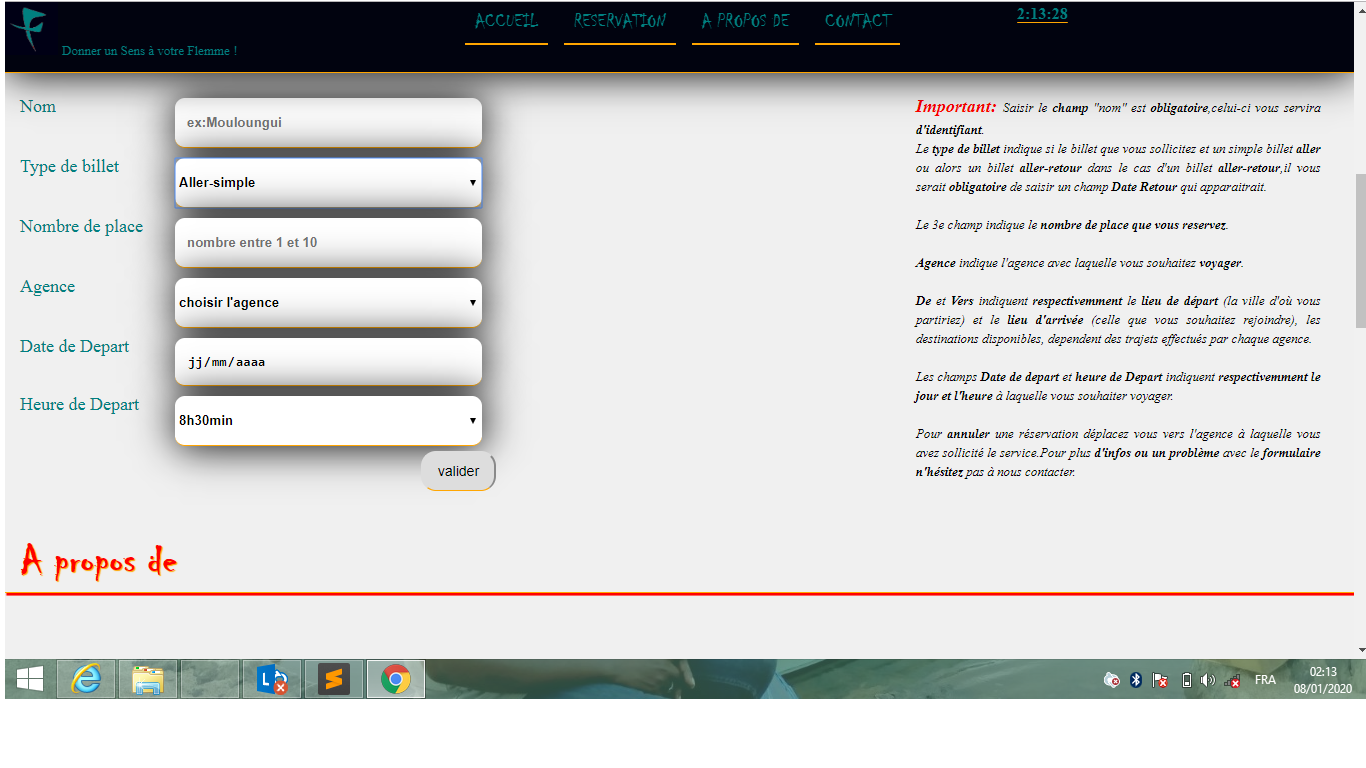 ACCUEIL RESERVATION A PROPOS DE CONTACT 2:13:28
Donner un Sens à votre Flemme !
Nom
ex:Mouloungui
Type de billet
Aller-simple
Nombre de place
nombre entre 1 et 10
Agence
choisir l'agence
Date de Depart
jj/mm/aaaa
Heure de Depart
8h30min
valider
Important: Saisir le champ "nom" est obligatoire,celui-ci vous servira
d'identifiant.
Le type de billet indique si le billet que vous sollicitez et un simple billet aller
ou alors un billet aller-retour dans le cas d'un billet aller-retour,il vous
serait obligatoire de saisir un champ Date Retour qui apparaitrait.
Le 3e champ indique le nombre de place que vous reservez.
Agence indique l'agence avec laquelle vous souhaitez voyager.
De et Vers indiquent respectivemment le lieu de départ (la ville d'où vous
partiriez) et le lieu d'arrivée (celle que vous souhaitez rejoindre), les
destinations disponibles, dependent des trajets effectués par chaque agence.
Les champs Date de depart et heure de Depart indiquent respectivemment le
jour et l'heure à laquelle vous souhaiter voyager.
Pour annuler une réservation déplacez vous vers l'agence à laquelle vous
avez sollicité le service.Pour plus d'infos ou un problème avec le formulaire
n'hésitez pas à nous contacter.
A propos de
FRA
02:13
08/01/2020